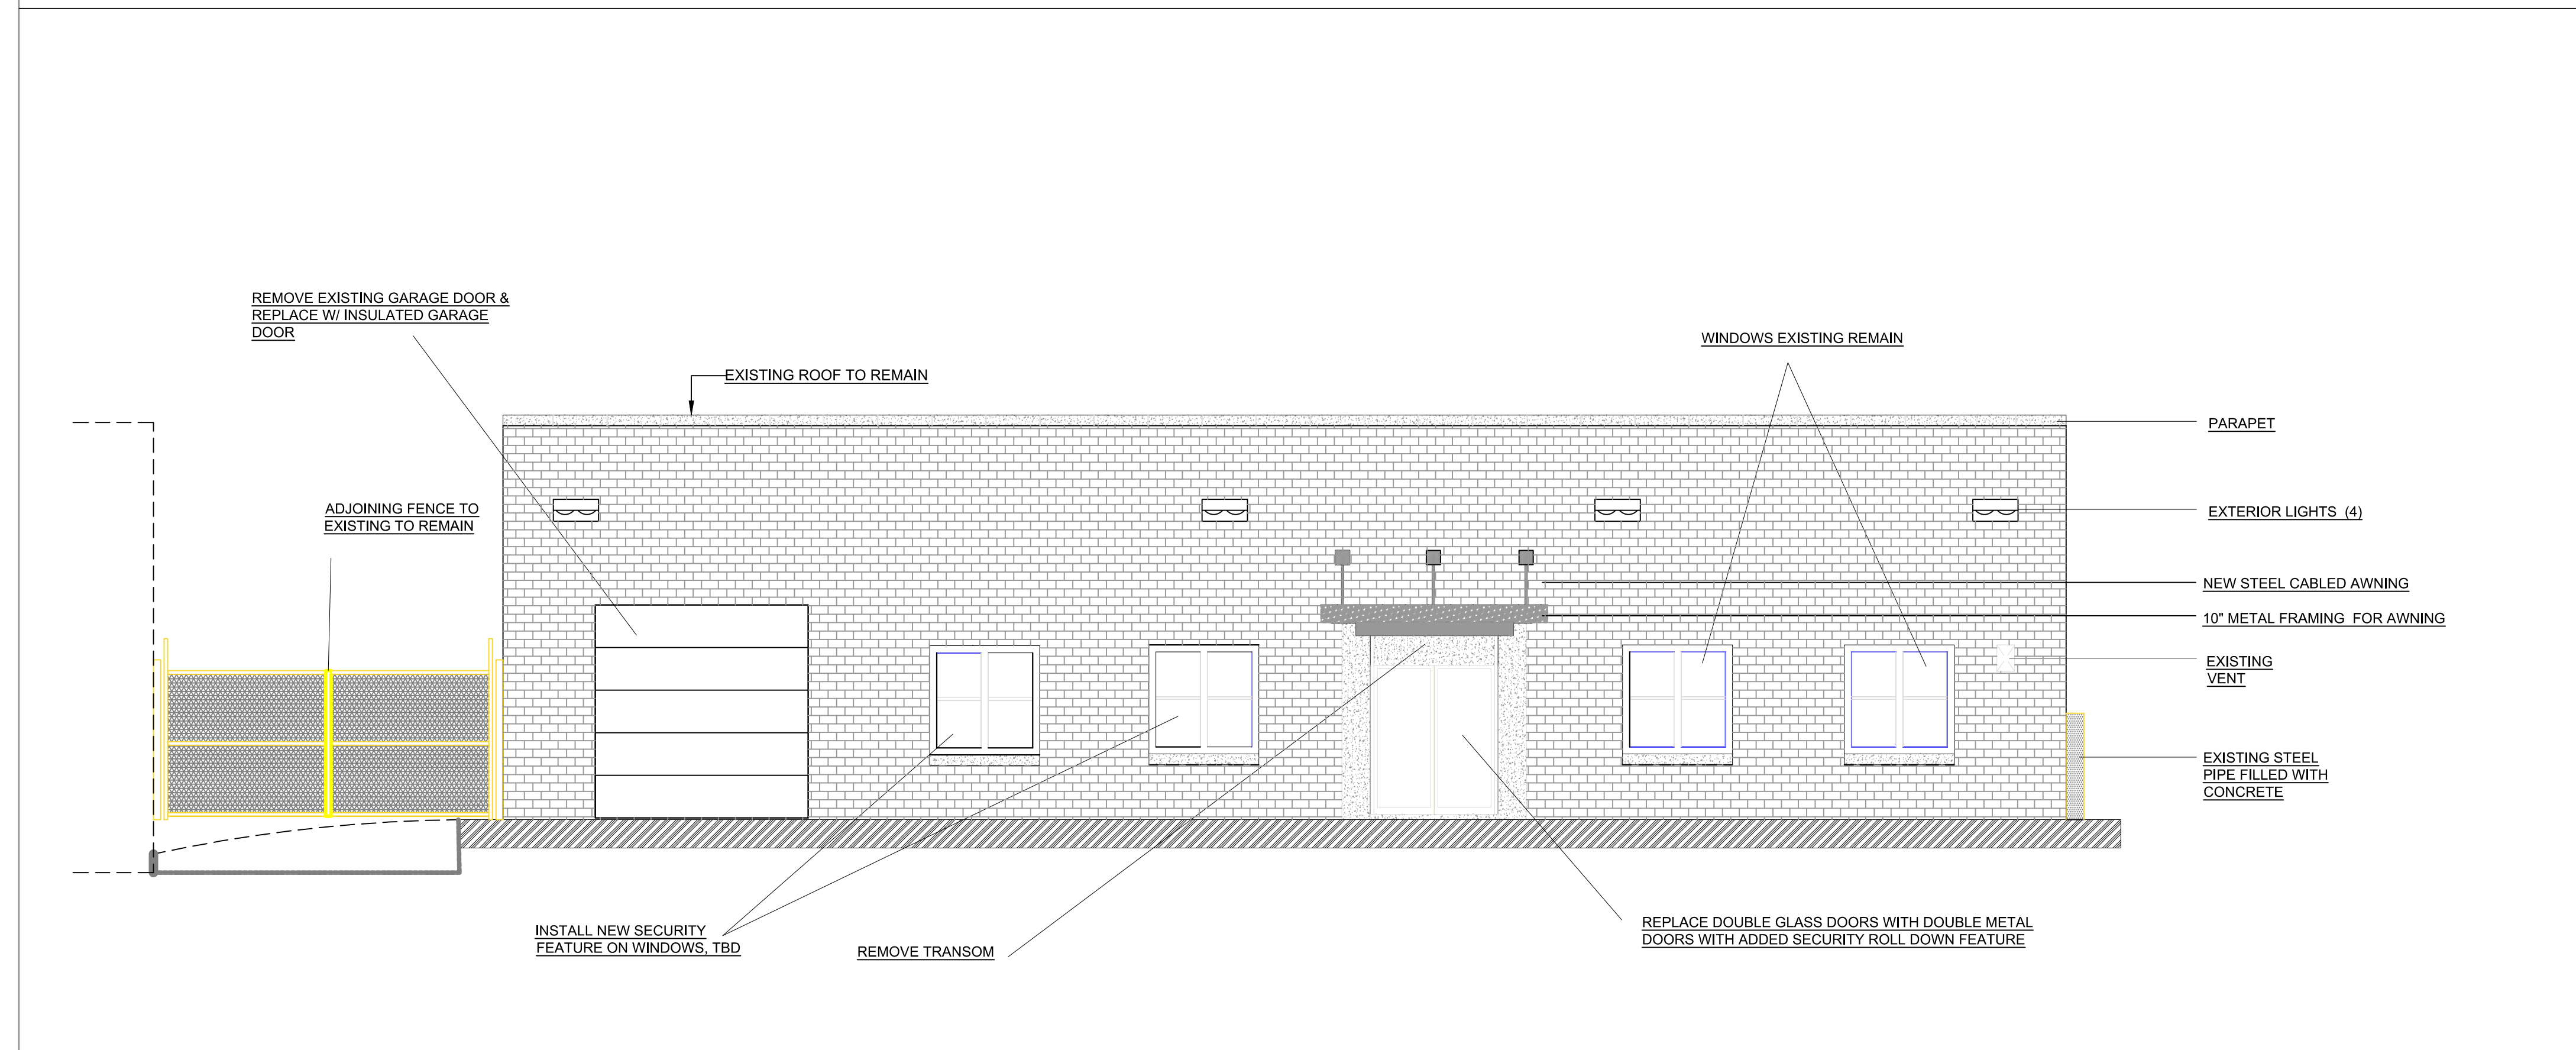 REMOVE EXISTING GARAGE DOOR &
REPLACE W/ INSULATED GARAGE
DOOR
WINDOWS EXISTING REMAIN
EXISTING ROOF TO REMAIN
PARAPET
ADJOINING FENCE TO
EXISTING TO REMAIN
EXTERIOR LIGHTS (4)
NEW STEEL CABLED AWNING
10" METAL FRAMING FOR AWNING
EXISTING
VENT
EXISTING STEEL
PIPE FILLED WITH
CONCRETE
INSTALL NEW SECURITY
FEATURE ON WINDOWS, TBD
REMOVE TRANSOM
REPLACE DOUBLE GLASS DOORS WITH DOUBLE METAL
DOORS WITH ADDED SECURITY ROLL DOWN FEATURE